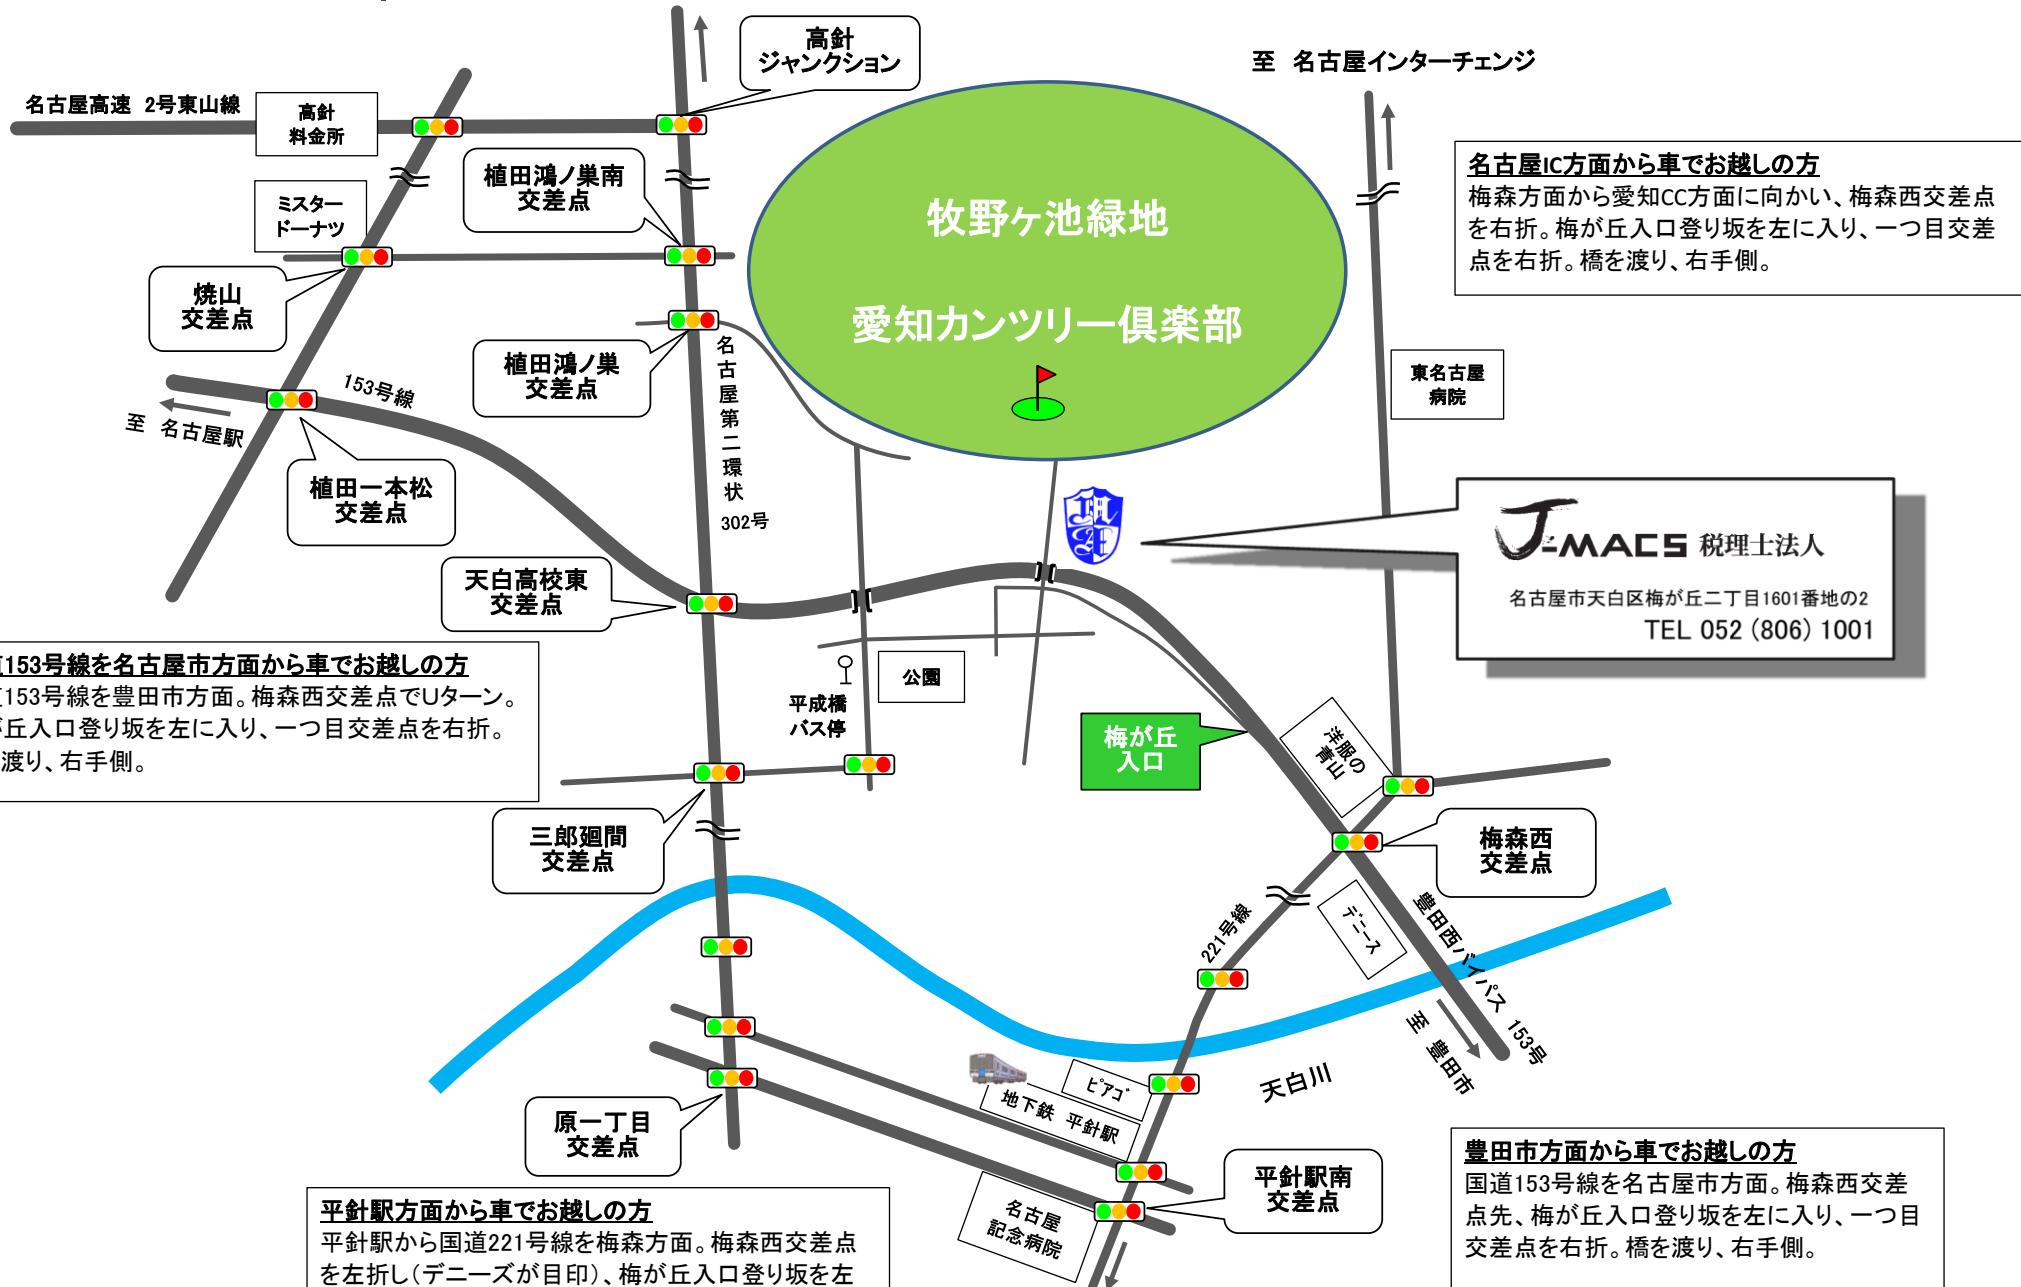 高針
ジャンクション
至 名古屋インターチェンジ
名古屋高速 2号東山線
高針
料金所
植田鴻ノ巣南
交差点
ミスター
ドーナツ
牧野ヶ池緑地
愛知カンツリー倶楽部
名古屋IC方面から車でお越しの方
梅森方面から愛知CC方面に向かい、梅森西交差点
を右折。梅が丘入口登り坂を左に入り、一つ目交差
点を右折。橋を渡り、右手側。
焼山
交差点
植田鴻ノ巣
交差点
名古屋第二環状
302号
153号線
至 名古屋駅
東名古屋
病院
植田一本松
交差点
J-MACS 税理士法人
名古屋市天白区梅が丘二丁目1601番地の2
TEL 052 (806) 1001
天白高校東
交差点
153号線を名古屋市方面から車でお越しの方
153号線を豊田市方面。梅森西交差点でUターン。
丘入口登り坂を左に入り、一つ目交差点を右折。
渡り、右手側。
公園
平成橋
バス停
梅が丘
入口
洋服の
青山
三郎廻間
交差点
梅森西
交差点
デニーズ
221号線
豊田西バイパス 153号
至 豊田市
天白川
ピアゴ
地下鉄 平針駅
原一丁目
交差点
平針駅南
交差点
名古屋
記念病院
平針駅方面から車でお越しの方
平針駅から国道221号線を梅森方面。梅森西交差点
を左折し(デニーズが目印)、梅が丘入口登り坂を左
豊田市方面から車でお越しの方
国道153号線を名古屋市方面。梅森西交差
点先、梅が丘入口登り坂を左に入り、一つ目
交差点を右折。橋を渡り、右手側。